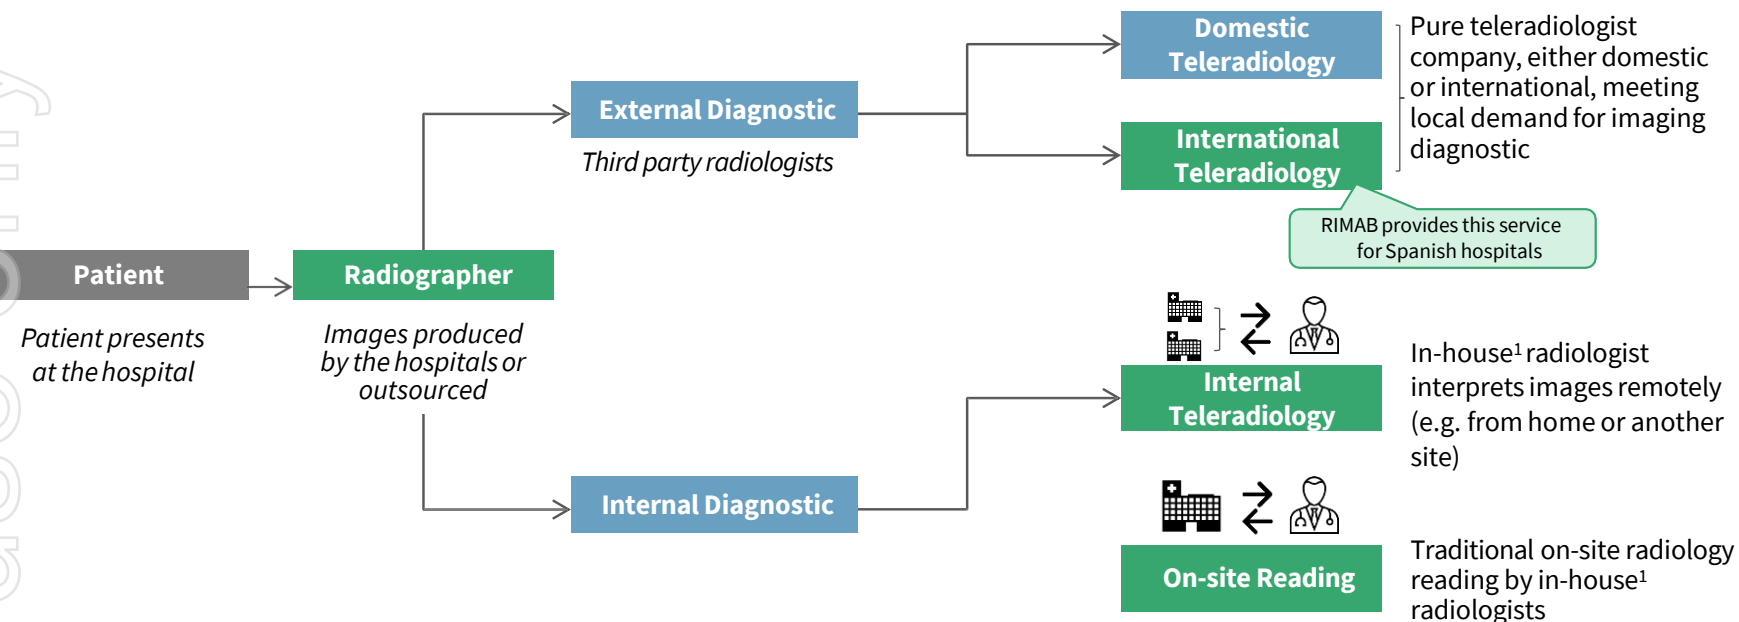 Patient
Patient presents
at the hospital
Radiographer
Images produced
by the hospitals or
outsourced
External Diagnostic
Third party radiologists
Internal Diagnostic
Domestic
Teleradiology
International
Teleradiology
Pure teleradiologist
company, either domestic
or international, meeting
local demand for imaging
diagnostic
RIMAB provides this service
for Spanish hospitals
Internal
Teleradiology
In-house¹ radiologist
interprets images remotely
(e.g. from home or another
site)
On-site Reading
Traditional on-site radiology
reading by in-house¹
radiologists